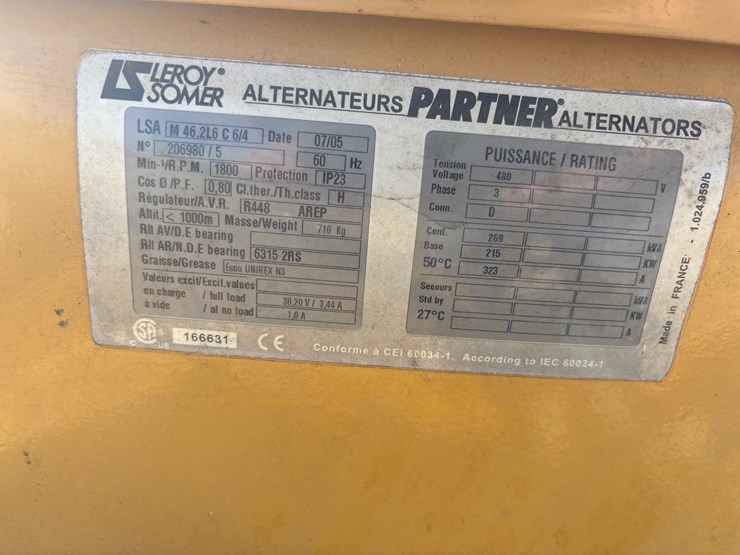 LS LEROY® SOMER ALTERNATEURS PARTNER® ALTERNATORS
LSA M 46.2L6 C 6/4 Date 07/05
N° 206980 / 5 60 Hz
Min-1/R.P.M. 1800 Protection IP23
Cos Ø /P.F. 0,80 Cl.ther./Th.class H
Régulateur/A.V.R. R448 AREP
Altit. < 1000m Masse/Weight 710 Kg
Rlt AV/D.E bearing
Rlt AR/N.D.E bearing 6315 2RS
Graisse/Grease Esso UNIREX N3
Valeurs excit/Excit.values
en charge / full load 30,20 V / 3,44 A
à vide / at no load 1,0 A
PUISSANCE / RATING
Tension
Voltage 480 V
Phase 3
Conn. D
Cont. 269 kVA
Base 215 KW
50°C 323 A
Secours kVA
Std by KW
27°C A
SP® C US 166631 CE Conforme à CEI 60034-1. According to IEC 60034-1
Made in FRANCE - 1.024.959/b